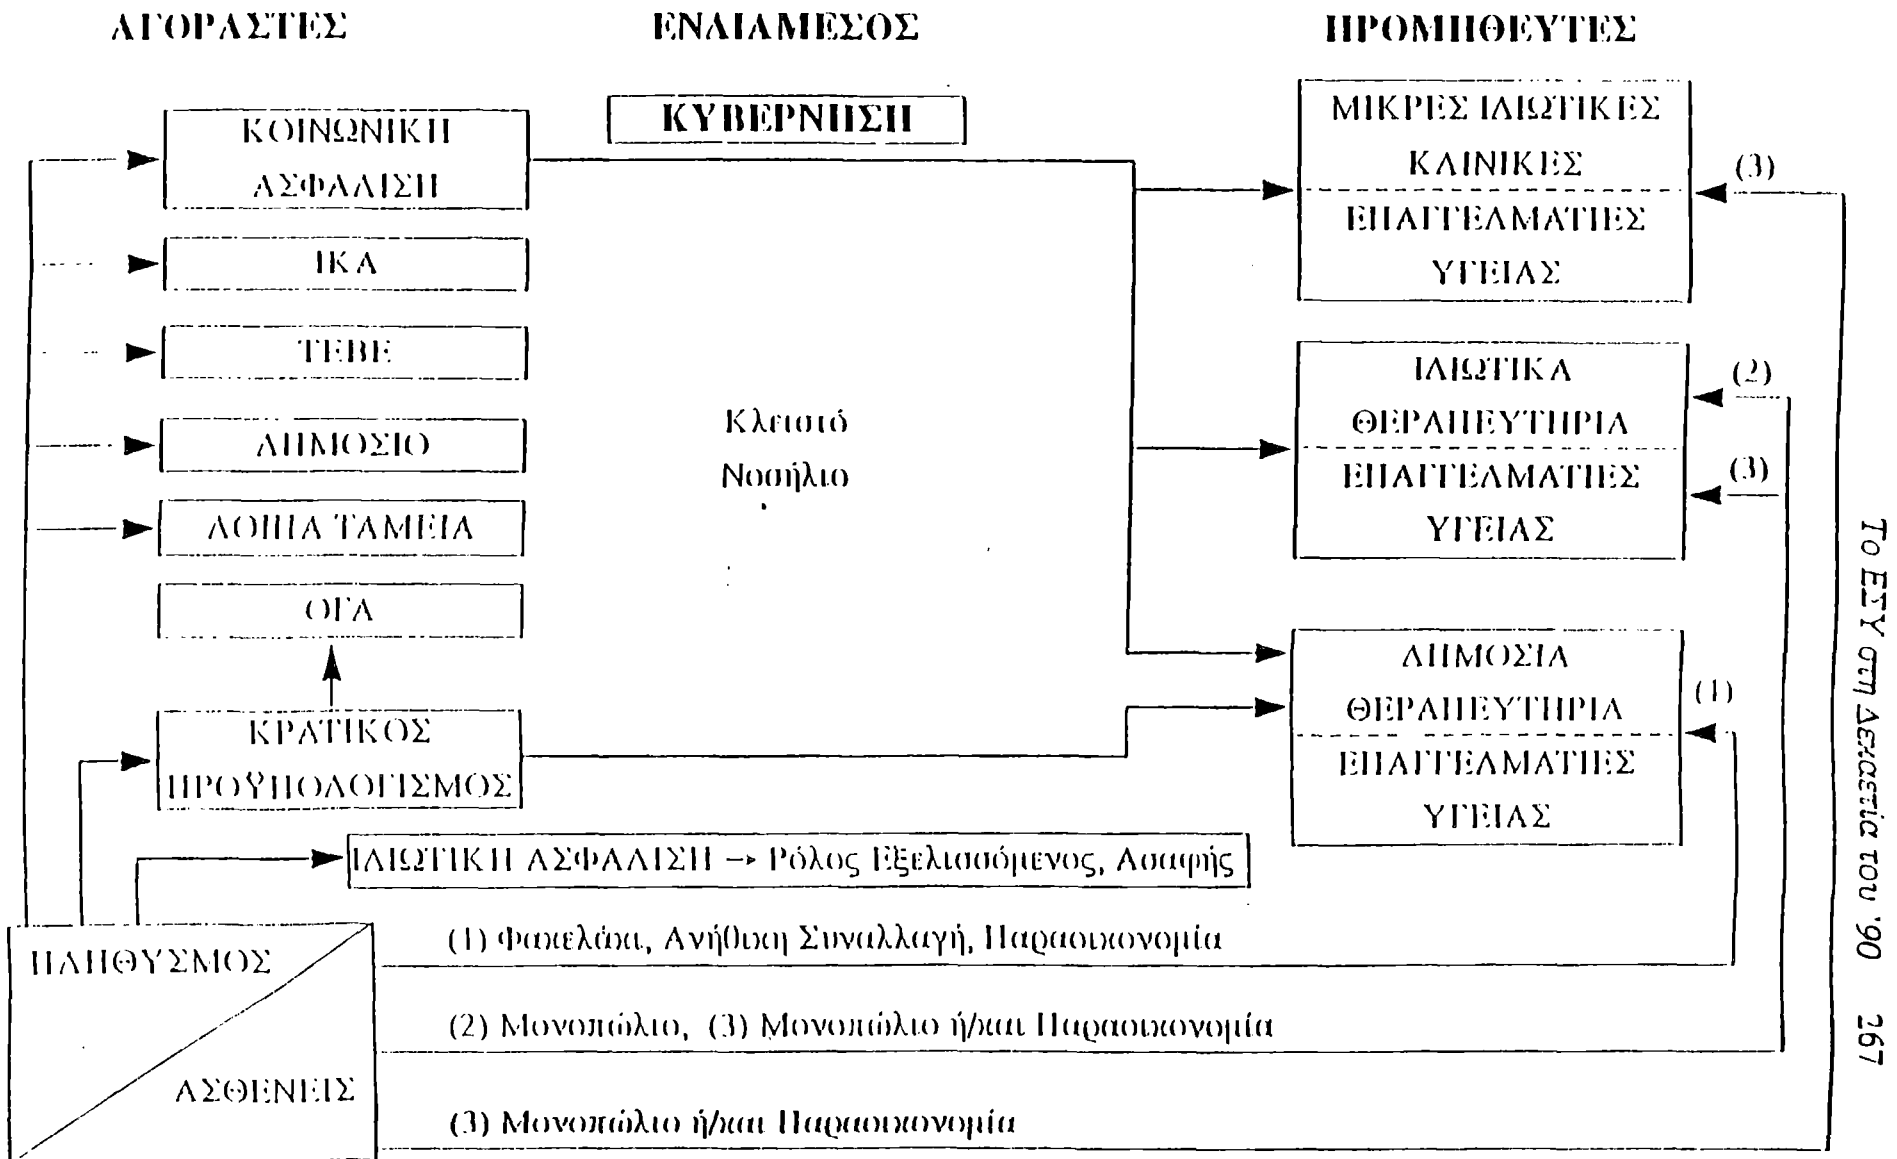 ΑΓΟΡΑΣΤΕΣ
ΕΝΔΙΑΜΕΣΟΣ
ΠΡΟΜΗΘΕΥΤΕΣ
ΚΥΒΕΡΝΗΣΗ
ΚΟΙΝΩΝΙΚΗ
ΑΣΦΑΛΙΣΗ
ΙΚΑ
ΤΕΒΕ
ΔΗΜΟΣΙΟ
ΛΟΙΠΑ ΤΑΜΕΙΑ
ΟΓΑ
ΚΡΑΤΙΚΟΣ
ΠΡΟΫΠΟΛΟΓΙΣΜΟΣ
Κλειστό
Νοσήλιο
ΜΙΚΡΕΣ ΙΔΙΩΤΙΚΕΣ
ΚΛΙΝΙΚΕΣ
ΕΠΑΓΓΕΛΜΑΤΙΕΣ
ΥΓΕΙΑΣ
(3)
ΙΔΙΩΤΙΚΑ
ΘΕΡΑΠΕΥΤΗΡΙΑ
ΕΠΑΓΓΕΛΜΑΤΙΕΣ
ΥΓΕΙΑΣ
(2)
(3)
ΔΗΜΟΣΙΑ
ΘΕΡΑΠΕΥΤΗΡΙΑ
ΕΠΑΓΓΕΛΜΑΤΙΕΣ
ΥΓΕΙΑΣ
(1)
ΙΔΙΩΤΙΚΗ ΑΣΦΑΛΙΣΗ → Ρόλος Εξελισσόμενος, Ασαφής
ΠΛΗΘΥΣΜΟΣ
ΑΣΘΕΝΕΙΣ
(1) Φακελάκι, Ανήθικη Συναλλαγή, Παραοικονομία
(2) Μονοπώλιο, (3) Μονοπώλιο ή/και Παραοικονομία
(3) Μονοπώλιο ή/και Παραοικονομία
Το ΕΣΥ στη Δεκαετία του '90 267